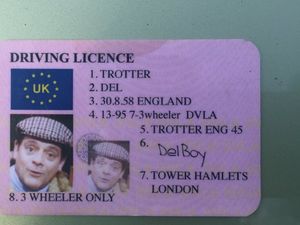 DRIVING LICENCE
UK
1. TROTTER
2. DEL
3. 30.8.58 ENGLAND
4. 13-95 7-3wheeler DVLA
5. TROTTER ENG 45
6. DelBoy
7. TOWER HAMLETS
LONDON
8. 3 WHEELER ONLY